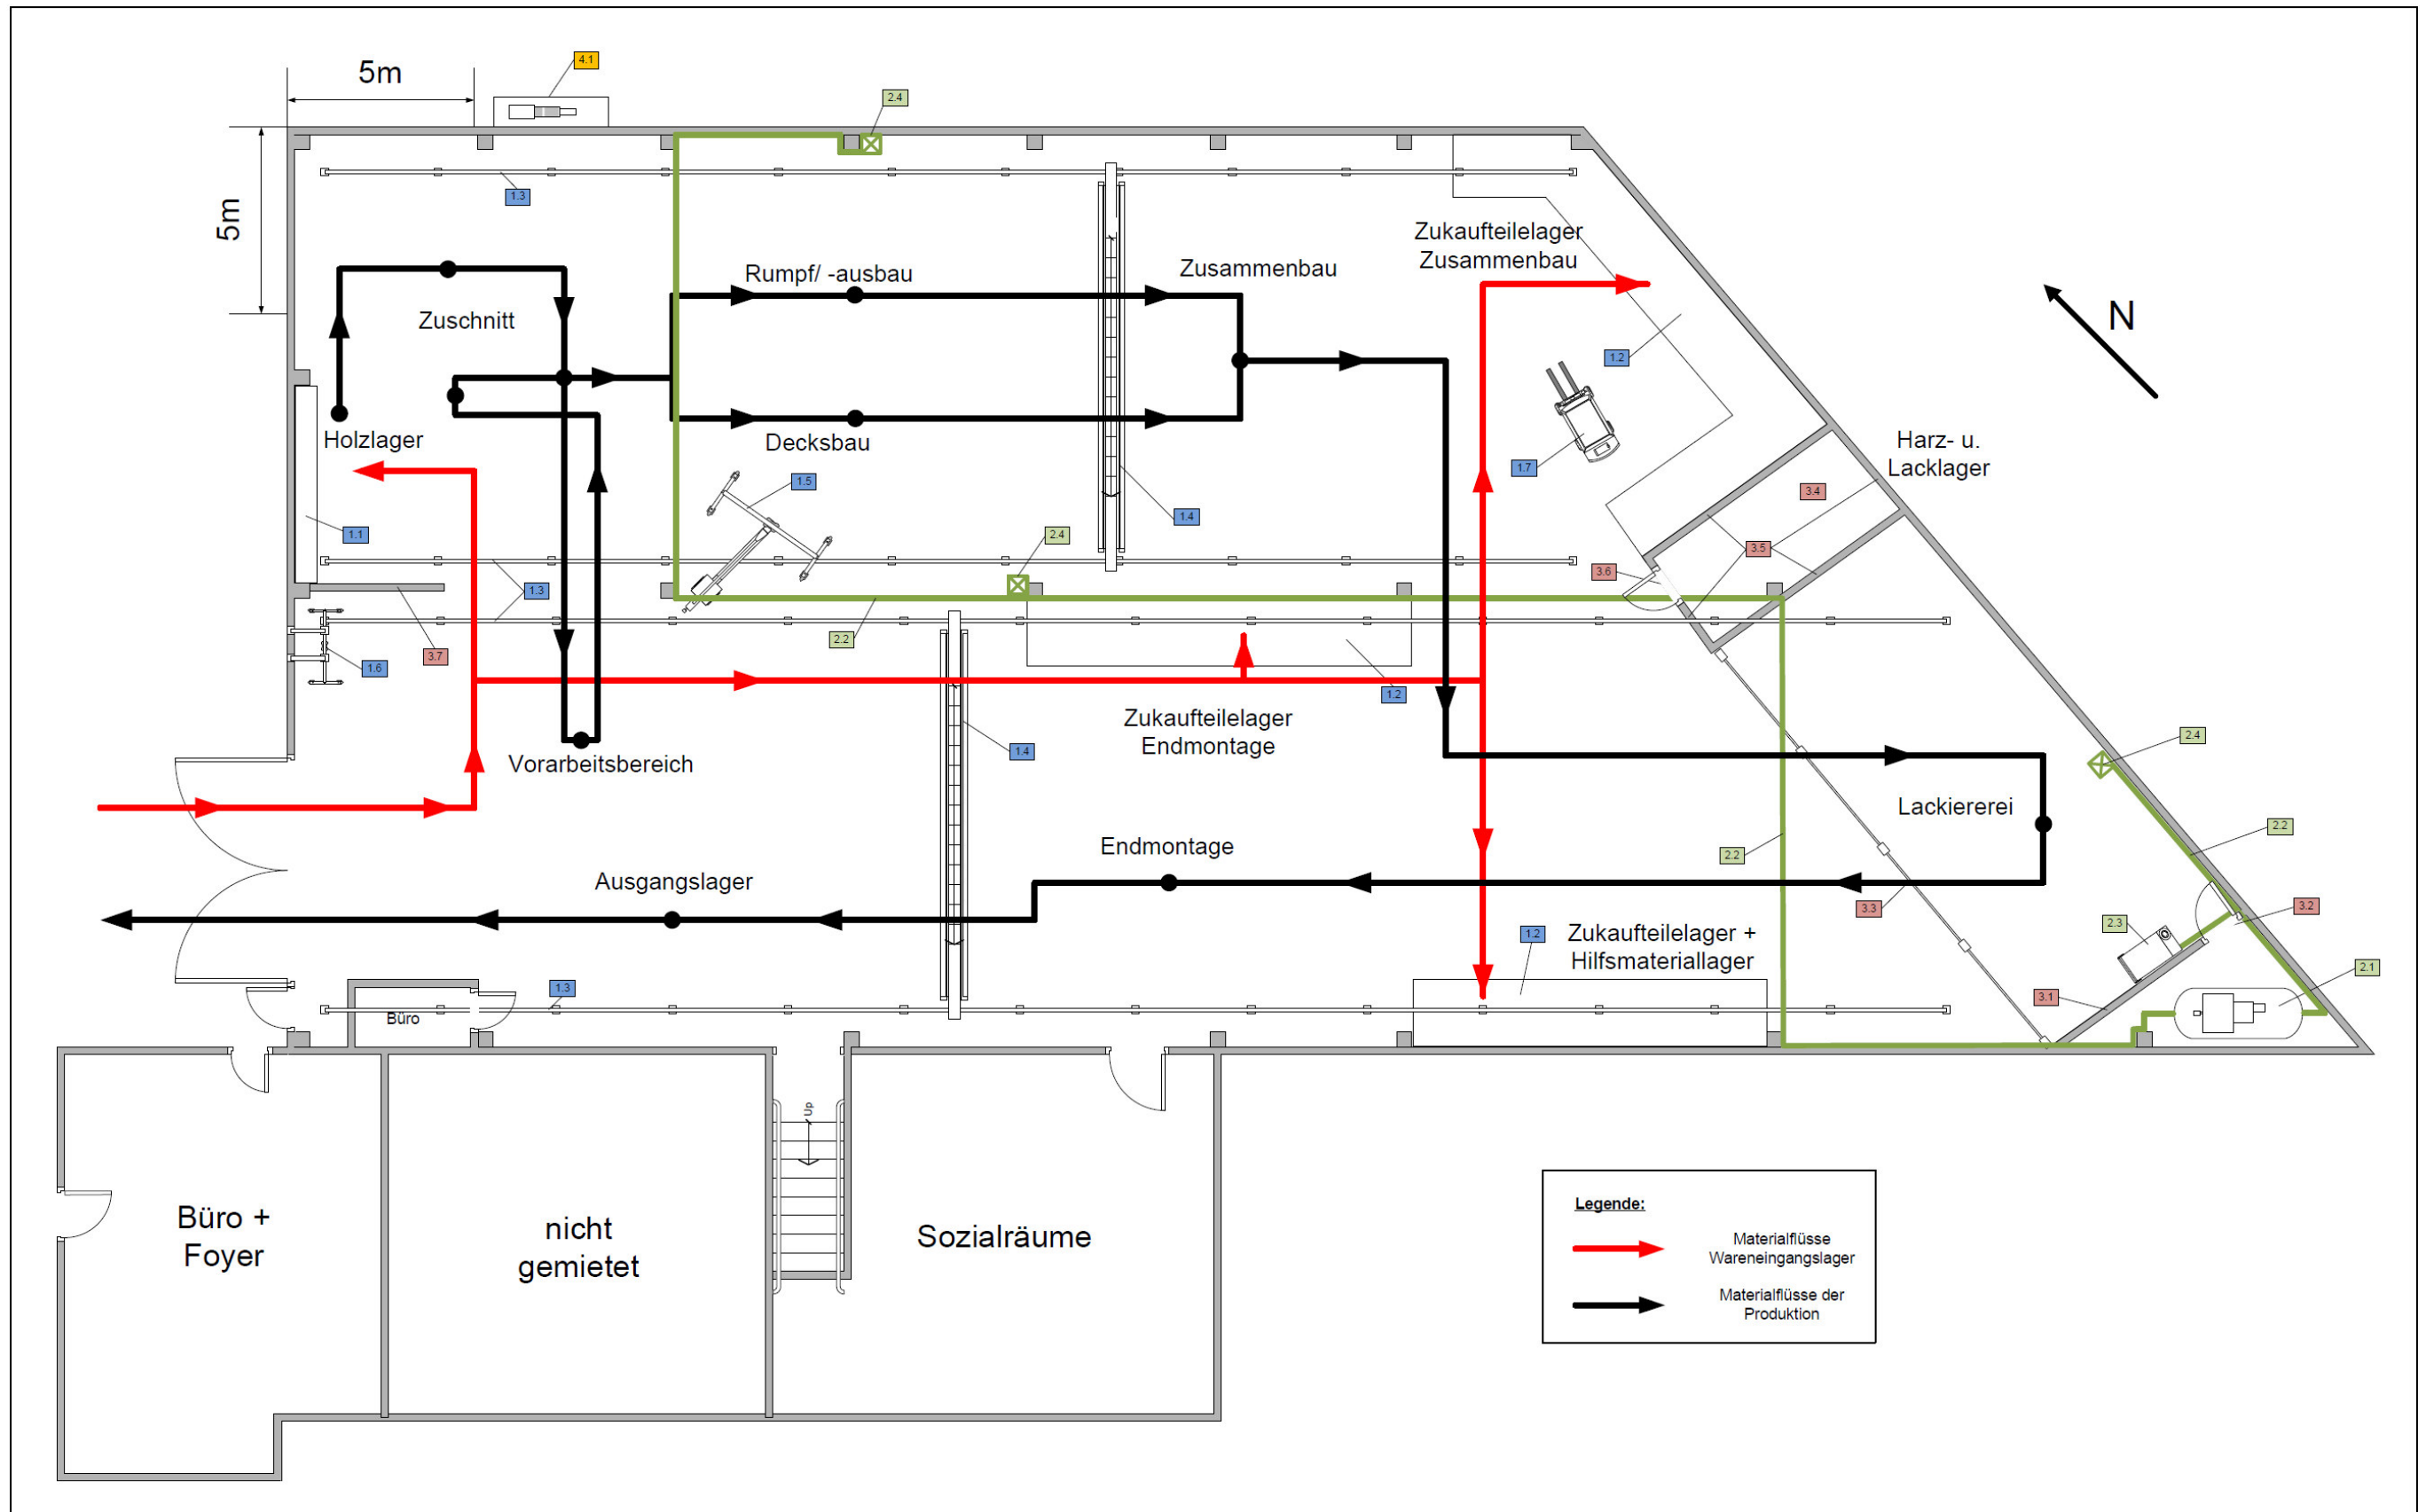 4.1
5m
2.4
5m
1.3
Zukaufteilelager
Zusammenbau
Rumpf/ -ausbau
Zusammenbau
N
Zuschnitt
1.2
Holzlager
Decksbau
Harz- u.
Lacklager
1.7
1.5
3.4
1.4
1.1
2.4
3.5
3.6
1.3
2.2
3.7
1.6
1.2
Zukaufteilelager
Endmontage
2.4
1.4
Vorarbeitsbereich
Lackiererei
2.2
Endmontage
2.2
Ausgangslager
3.3
3.2
2.3
1.2
Zukaufteilelager +
Hilfsmateriallager
2.1
1.3
3.1
Büro
Up
Büro +
Foyer
nicht
gemietet
Sozialräume
Legende:
Materialflüsse
Wareneingangslager
Materialflüsse der
Produktion